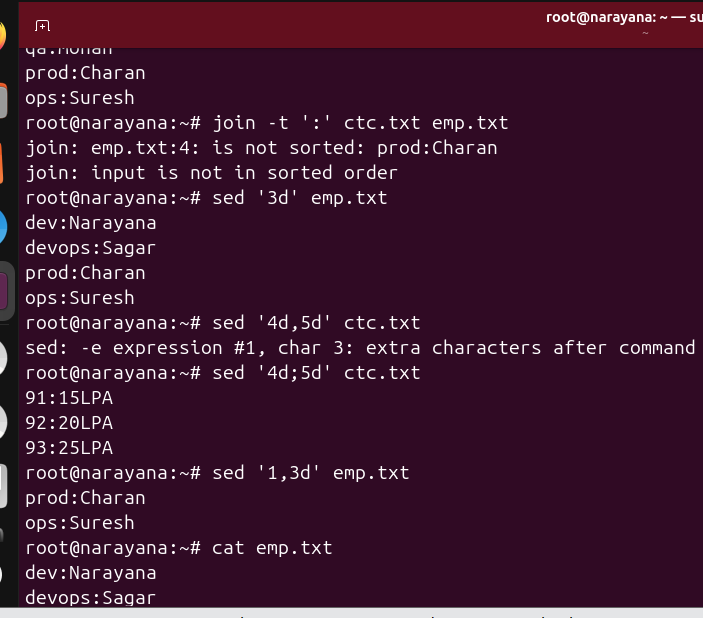 root@narayana: ~ — su
~
qa:Mohan
prod:Charan
ops:Suresh
root@narayana:~# join -t ':' ctc.txt emp.txt
join: emp.txt:4: is not sorted: prod:Charan
join: input is not in sorted order
root@narayana:~# sed '3d' emp.txt
dev:Narayana
devops:Sagar
prod:Charan
ops:Suresh
root@narayana:~# sed '4d,5d' ctc.txt
sed: -e expression #1, char 3: extra characters after command
root@narayana:~# sed '4d;5d' ctc.txt
91:15LPA
92:20LPA
93:25LPA
root@narayana:~# sed '1,3d' emp.txt
prod:Charan
ops:Suresh
root@narayana:~# cat emp.txt
dev:Narayana
devops:Sagar